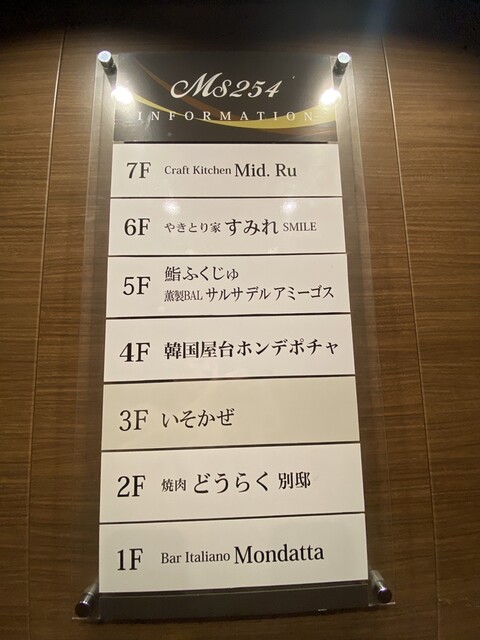 M8254
INFORMATION
7F Craft Kitchen Mid. Ru
6F やきとり家 すみれ SMILE
5F 鮨ふくじゅ
薫製BAL サルサ デル アミーゴス
4F 韓国屋台ホンデポチャ
3F いそかぜ
2F 焼肉 どうらく 別邸
1F Bar Italiano Mondatta